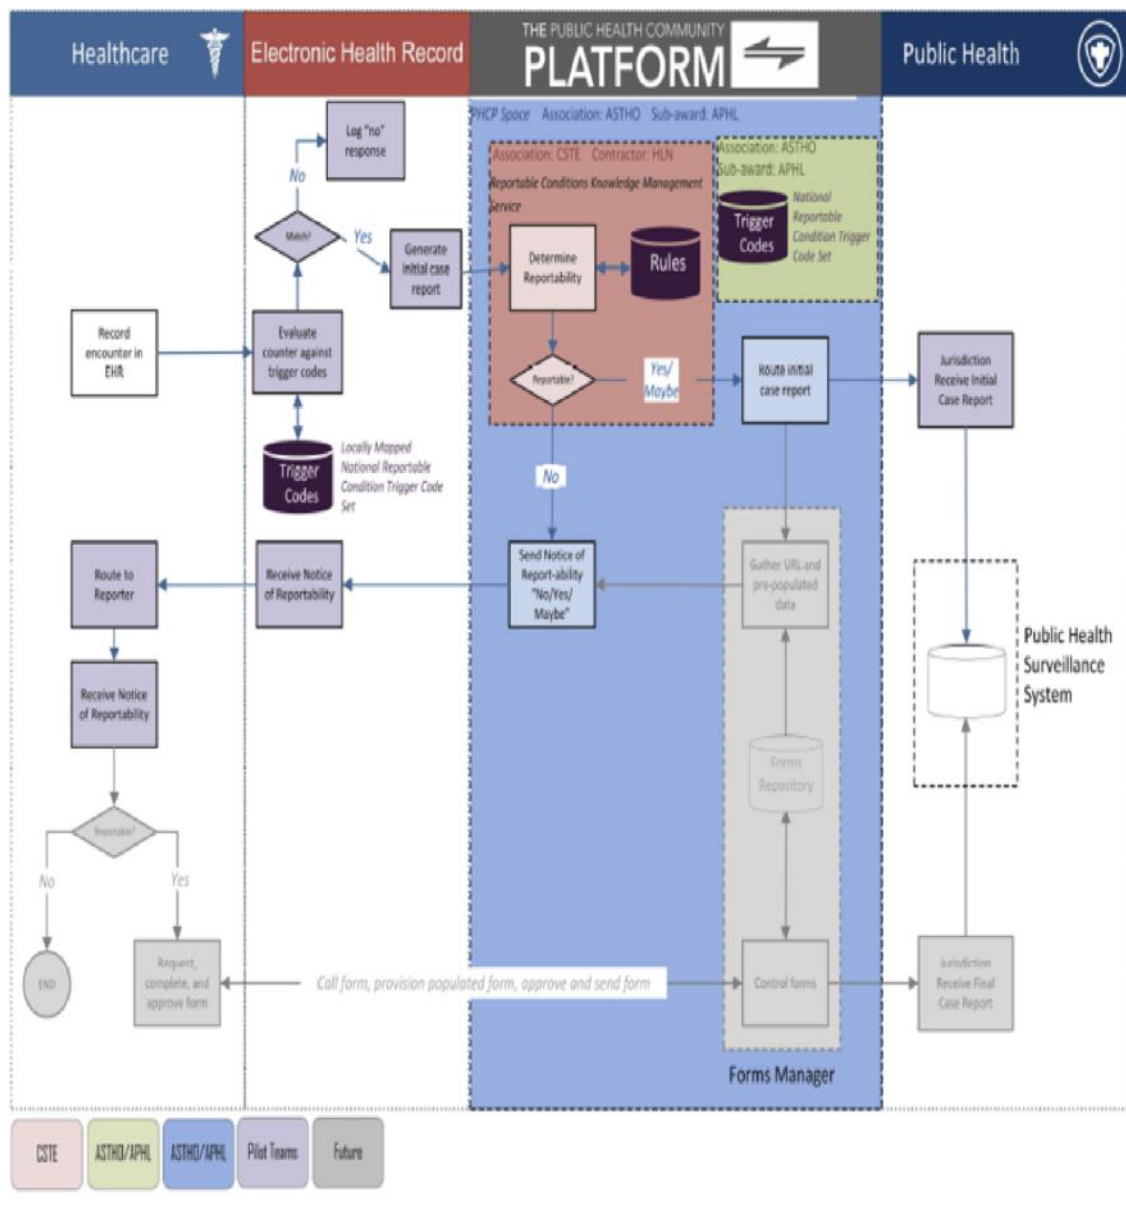 Healthcare
Electronic Health Record
THE PUBLIC HEALTH COMMUNITY
PLATFORM
Public Health
PHCP Space Association: ASTHO Sub-award: APHL
Log "no"
response
No
Match?
Yes
Generate
initial case
report
Association: CSTE Contractor: HLN
Reportable Conditions Knowledge Management
Service
Determine
Reportability
Rules
Association: ASTHO
Sub-award: APHL
Trigger
Codes
National
Reportable
Condition Trigger
Code Set
Record
encounter in
EHR
Evaluate
counter against
trigger codes
Reportable?
Yes/
Maybe
Route initial
case report
Jurisdiction
Receive Initial
Case Report
Trigger
Codes
Locally Mapped
National Reportable
Condition Trigger Code
Set
No
Route to
Reporter
Receive Notice
of Reportability
Send Notice of
Report-ability
"No/Yes/
Maybe"
Gather URL and
pre-populated
data
Public Health
Surveillance
System
Receive Notice
of Reportability
Forms
Repository
Reportable?
No
Yes
END
Request,
complete, and
approve form
Call form, provision populated form, approve and send form
Control forms
Jurisdiction
Receive Final
Case Report
Forms Manager
CSTE
ASTHO/APHL
ASTHO/APHL
Pilot Teams
Future